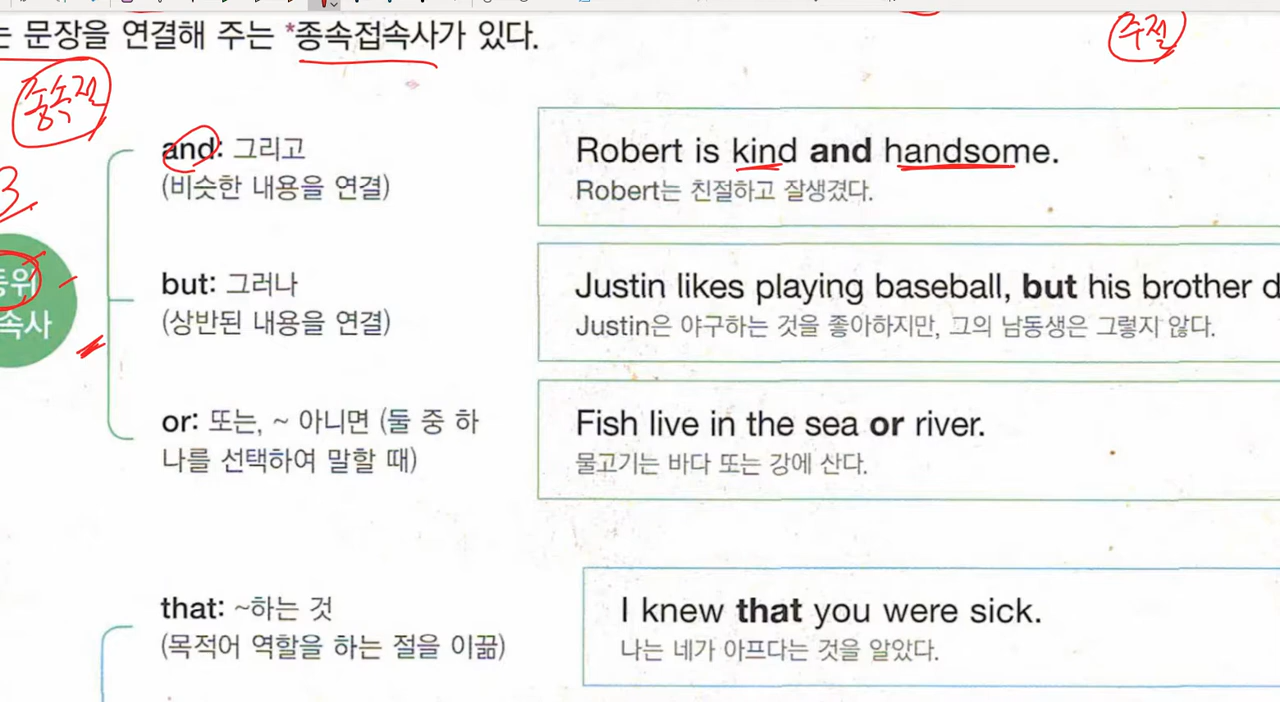 는 문장을 연결해 주는 *종속접속사가 있다.
주절
종속절
and: 그리고
(비슷한 내용을 연결)
Robert is kind and handsome.
Robert는 친절하고 잘생겼다.
3
등위
속사
but: 그러나
(상반된 내용을 연결)
Justin likes playing baseball, but his brother d
Justin은 야구하는 것을 좋아하지만, 그의 남동생은 그렇지 않다.
or: 또는, ~ 아니면 (둘 중 하
나를 선택하여 말할 때)
Fish live in the sea or river.
물고기는 바다 또는 강에 산다.
that: ~하는 것
(목적어 역할을 하는 절을 이끎)
I knew that you were sick.
나는 네가 아프다는 것을 알았다.